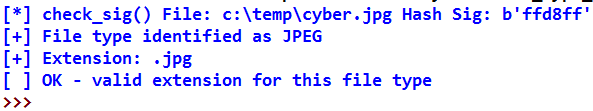 [*] check_sig() File: c:\temp\cyber.jpg Hash Sig: b'ffd8ff'
[+] File type identified as JPEG
[+] Extension: .jpg
[ ] OK - valid extension for this file type
>>>